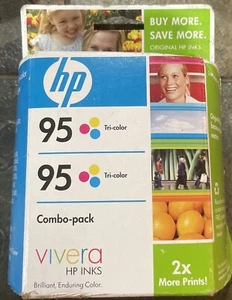 BUY MORE.
SAVE MORE.
ORIGINAL HP INKS.
hp
95 Tri-color
95 Tri-color
Combo-pack
vivera
HP INKS
Brilliant, Enduring Color.
2x
More Prints!